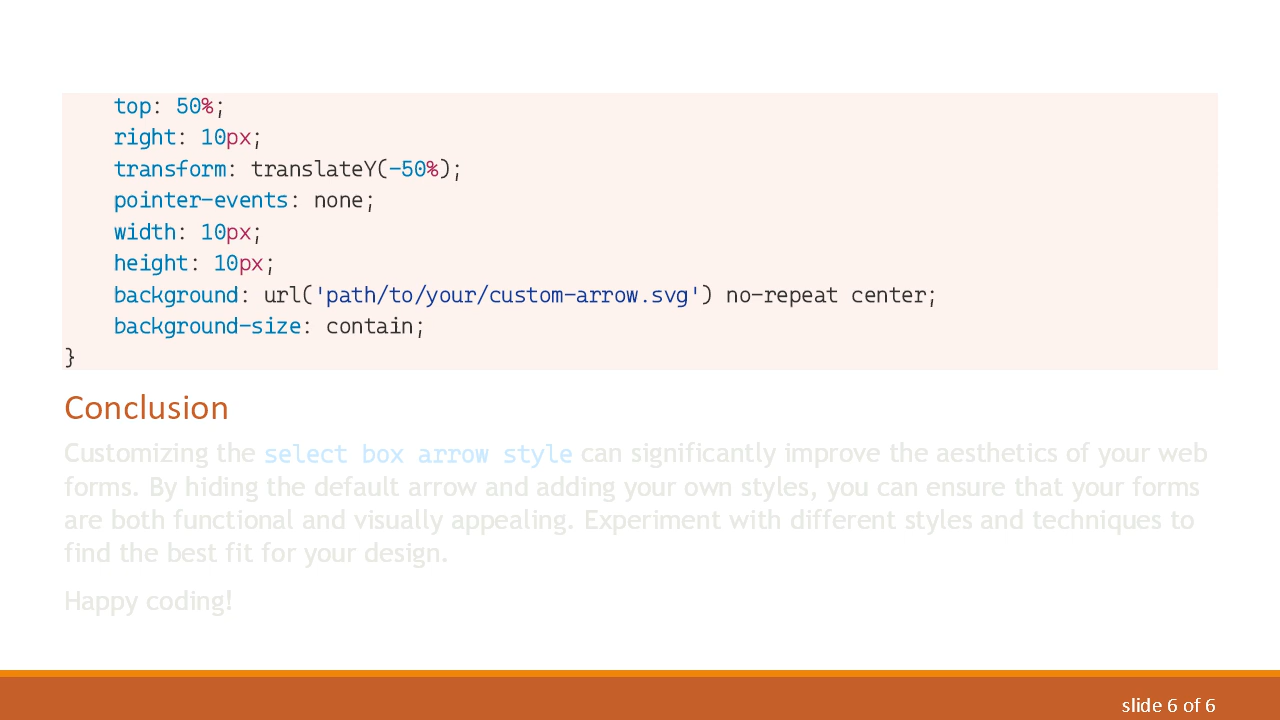 top: 50%;
right: 10px;
transform: translateY(-50%);
pointer-events: none;
width: 10px;
height: 10px;
background: url('path/to/your/custom-arrow.svg') no-repeat center;
background-size: contain;
}
Conclusion
Customizing the select box arrow style can significantly improve the aesthetics of your web
forms. By hiding the default arrow and adding your own styles, you can ensure that your forms
are both functional and visually appealing. Experiment with different styles and techniques to
find the best fit for your design.
Happy coding!
slide 6 of 6